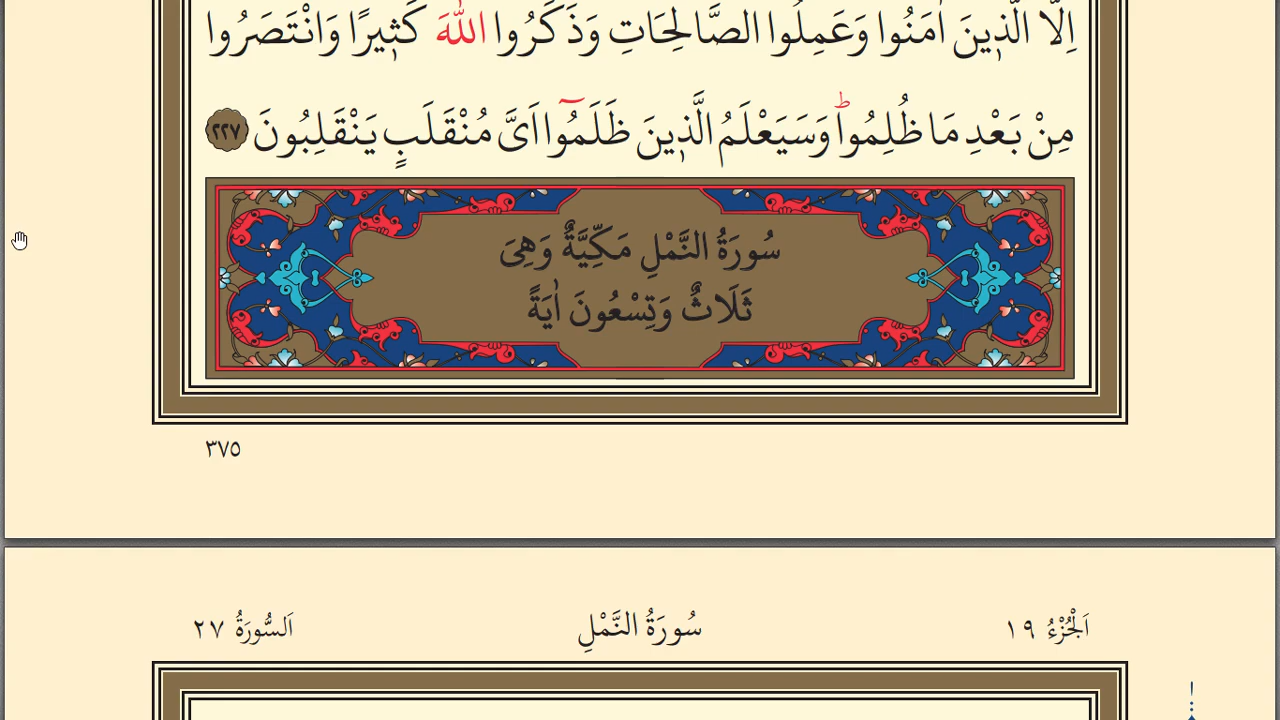 اِلَّا الَّذ۪ينَ اٰمَنُوا وَعَمِلُوا الصَّالِحَاتِ وَذَكَرُوا اللّٰهَ كَث۪يرًا وَانْتَصَرُوا
مِنْ بَعْدِ مَا ظُلِمُواۜ وَسَيَعْلَمُ الَّذ۪ينَ ظَلَمُٓوا اَىَّ مُنْقَلَبٍ يَنْقَلِبُونَ ٢٢٧
سُورَةُ النَّمْلِ مَكِّيَّةٌ وَهِىَ
ثَلَاثٌ وَتِسْعُونَ اٰيَةً
٣٧٥
اَلْجُزْءُ ١٩
سُورَةُ النَّمْلِ
اَلسُّورَةُ ٢٧